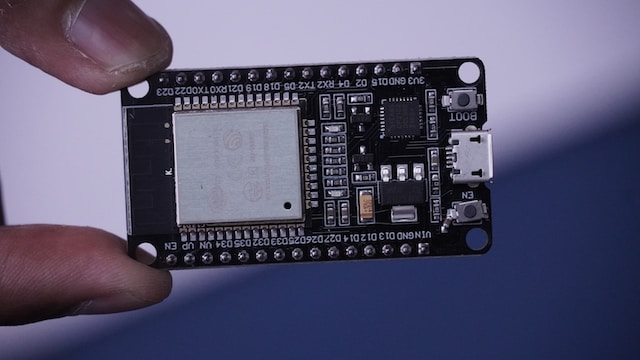 3V3 GND D15 D2 D4 RX2 TX2 D5 D18 D19 D21 RX0 TX0 D22 D23
BOOT
EN
EN VP VN D34 D35 D32 D33 D25 D26 D27 D14 D12 D13 GND VIN